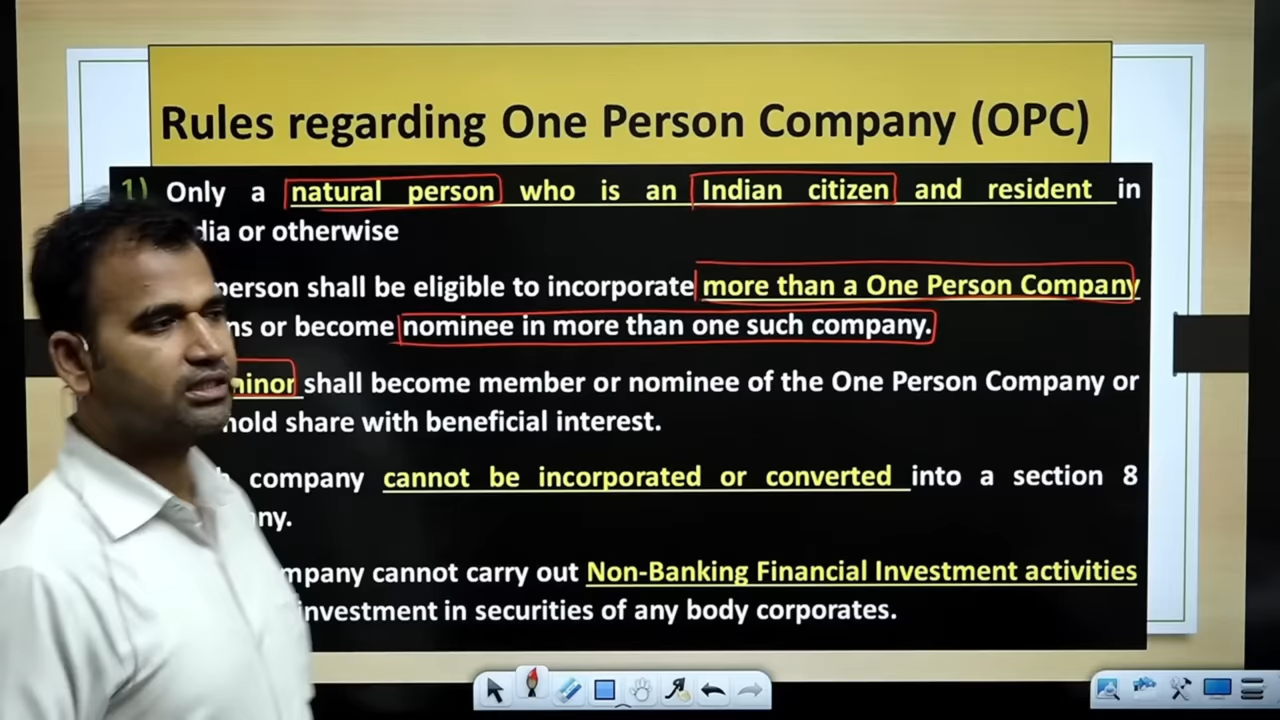 Rules regarding One Person Company (OPC)
1) Only a natural person who is an Indian citizen and resident in
dia or otherwise
person shall be eligible to incorporate more than a One Person Company
ns or become nominee in more than one such company.
minor shall become member or nominee of the One Person Company or
hold share with beneficial interest.
company cannot be incorporated or converted into a section 8
ny.
mpany cannot carry out Non-Banking Financial Investment activities
investment in securities of any body corporates.